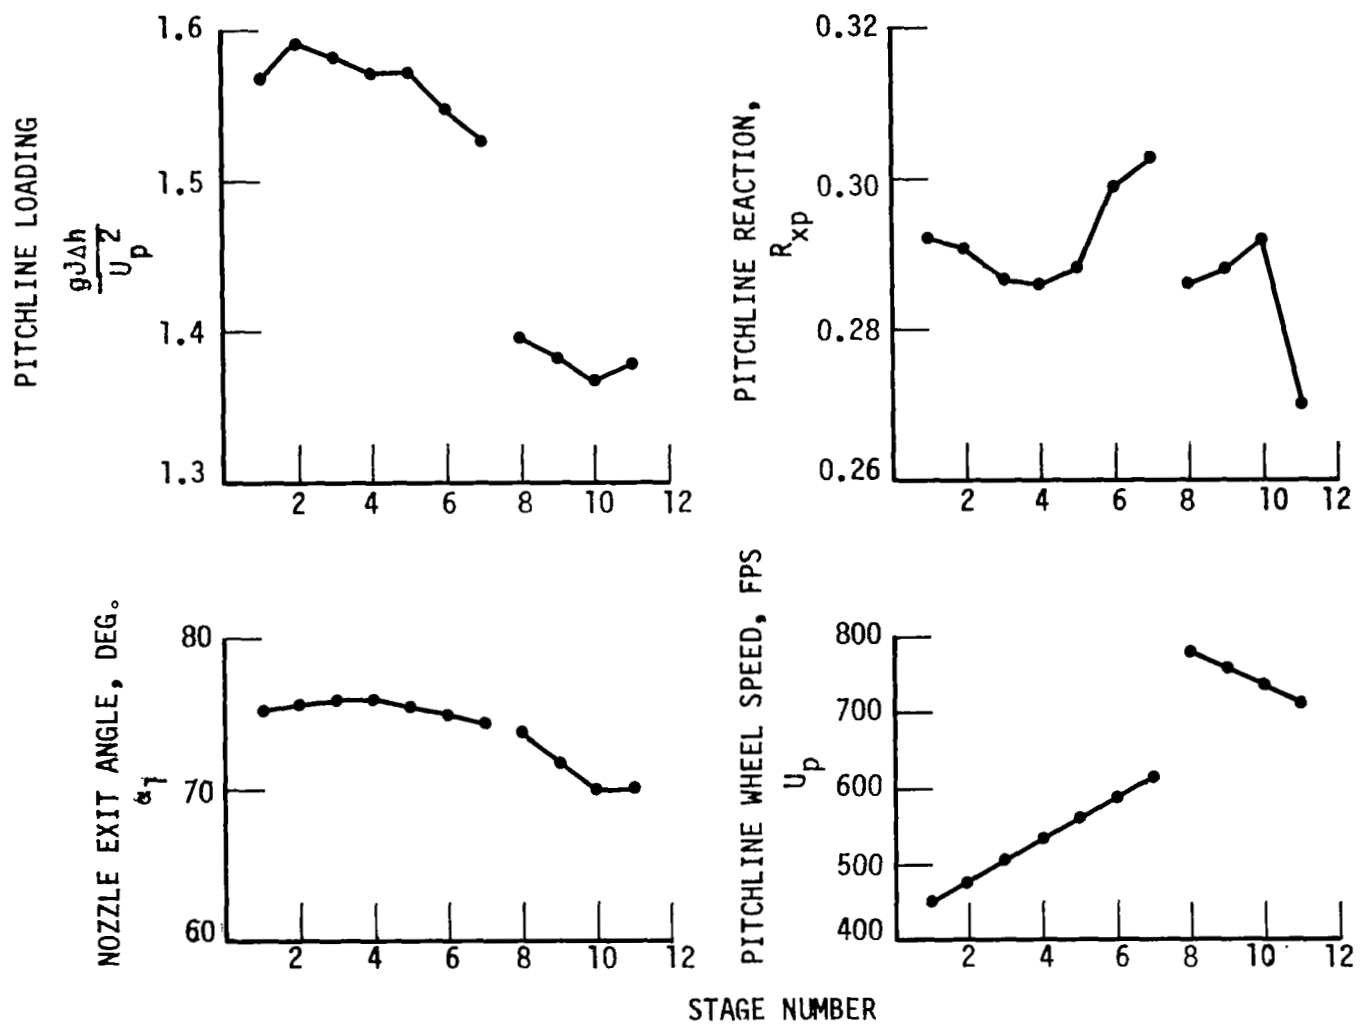 PITCHLINE LOADING
gJΔh
U_p^2
1.6
1.5
1.4
1.3
2 4 6 8 10 12
PITCHLINE REACTION,
R_xp
0.32
0.30
0.28
0.26
2 4 6 8 10 12
NOZZLE EXIT ANGLE, DEG.
α_1
80
70
60
2 4 6 8 10 12
PITCHLINE WHEEL SPEED, FPS
U_p
800
700
600
500
400
2 4 6 8 10 12
STAGE NUMBER